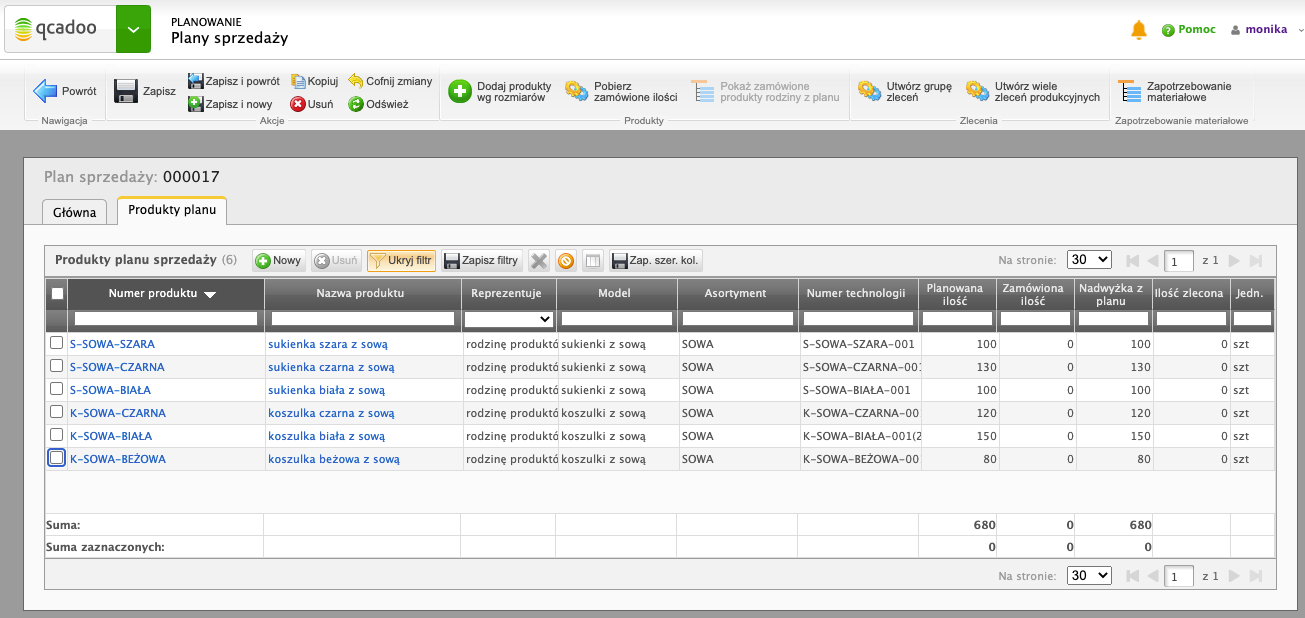 qcadoo
PLANOWANIE
Plany sprzedaży
Pomoc
monika
Powrót
Nawigacja
Zapisz
Zapisz i powrót
Kopiuj
Cofnij zmiany
Zapisz i nowy
Usuń
Odśwież
Akcje
Dodaj produkty
wg rozmiarów
Pobierz
zamówione ilości
Pokaż zamówione
produkty rodziny z planu
Produkty
Utwórz grupę
zleceń
Utwórz wiele
zleceń produkcyjnych
Zlecenia
Zapotrzebowanie
materiałowe
Zapotrzebowanie materiałowe
Plan sprzedaży: 000017
Główna
Produkty planu
Produkty planu sprzedaży (6) Nowy Usuń Ukryj filtr Zapisz filtry Zap. szer. kol. Na stronie: 30 1 z 1
Numer produktu Nazwa produktu Reprezentuje Model Asortyment Numer technologii Planowana ilość Zamówiona ilość Nadwyżka z planu Ilość zlecona Jedn.
S-SOWA-SZARA sukienka szara z sową rodzinę produktó sukienki z sową SOWA S-SOWA-SZARA-001 100 0 100 0 szt
S-SOWA-CZARNA sukienka czarna z sową rodzinę produktó sukienki z sową SOWA S-SOWA-CZARNA-001 130 0 130 0 szt
S-SOWA-BIAŁA sukienka biała z sową rodzinę produktó sukienki z sową SOWA S-SOWA-BIAŁA-001 100 0 100 0 szt
K-SOWA-CZARNA koszulka czarna z sową rodzinę produktó koszulki z sową SOWA K-SOWA-CZARNA-00 120 0 120 0 szt
K-SOWA-BIAŁA koszulka biała z sową rodzinę produktó koszulki z sową SOWA K-SOWA-BIAŁA-001(2 150 0 150 0 szt
K-SOWA-BEŻOWA koszulka beżowa z sową rodzinę produktó koszulki z sową SOWA K-SOWA-BEŻOWA-00 80 0 80 0 szt
Suma: 680 0 680
Suma zaznaczonych: 0 0 0
Na stronie: 30 1 z 1